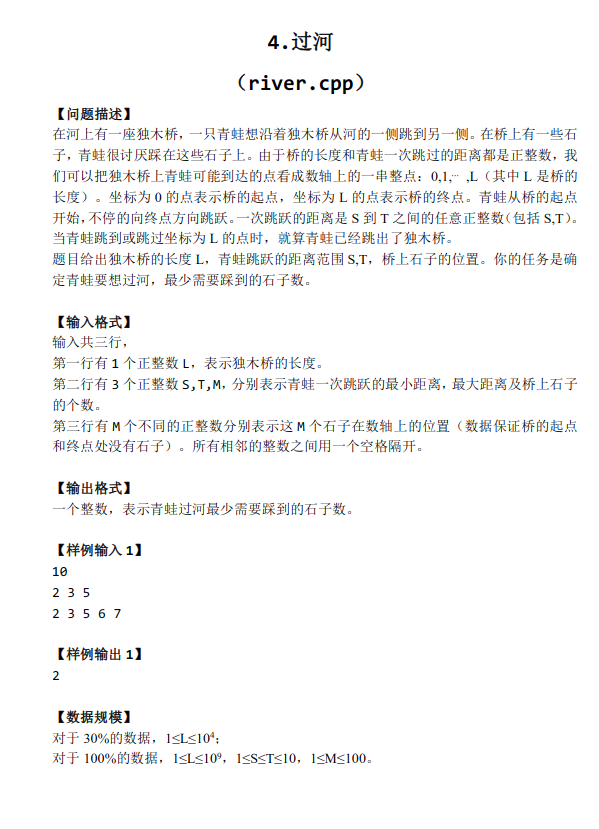 4.过河
（river.cpp）
【问题描述】
在河上有一座独木桥，一只青蛙想沿着独木桥从河的一侧跳到另一侧。在桥上有一些石
子，青蛙很讨厌踩在这些石子上。由于桥的长度和青蛙一次跳过的距离都是正整数，我
们可以把独木桥上青蛙可能到达的点看成数轴上的一串整点：0,1,… ,L（其中 L 是桥的
长度）。坐标为 0 的点表示桥的起点，坐标为 L 的点表示桥的终点。青蛙从桥的起点
开始，不停的向终点方向跳跃。一次跳跃的距离是 S 到 T 之间的任意正整数（包括 S,T）。
当青蛙跳到或跳过坐标为 L 的点时，就算青蛙已经跳出了独木桥。
题目给出独木桥的长度 L，青蛙跳跃的距离范围 S,T，桥上石子的位置。你的任务是确
定青蛙要想过河，最少需要踩到的石子数。
【输入格式】
输入共三行，
第一行有 1 个正整数 L，表示独木桥的长度。
第二行有 3 个正整数 S,T,M，分别表示青蛙一次跳跃的最小距离，最大距离及桥上石子
的个数。
第三行有 M 个不同的正整数分别表示这 M 个石子在数轴上的位置（数据保证桥的起点
和终点处没有石子）。所有相邻的整数之间用一个空格隔开。
【输出格式】
一个整数，表示青蛙过河最少需要踩到的石子数。
【样例输入 1】
10
2 3 5
2 3 5 6 7
【样例输出 1】
2
【数据规模】
对于 30%的数据，1≤L≤10⁴；
对于 100%的数据，1≤L≤10⁹，1≤S≤T≤10，1≤M≤100。